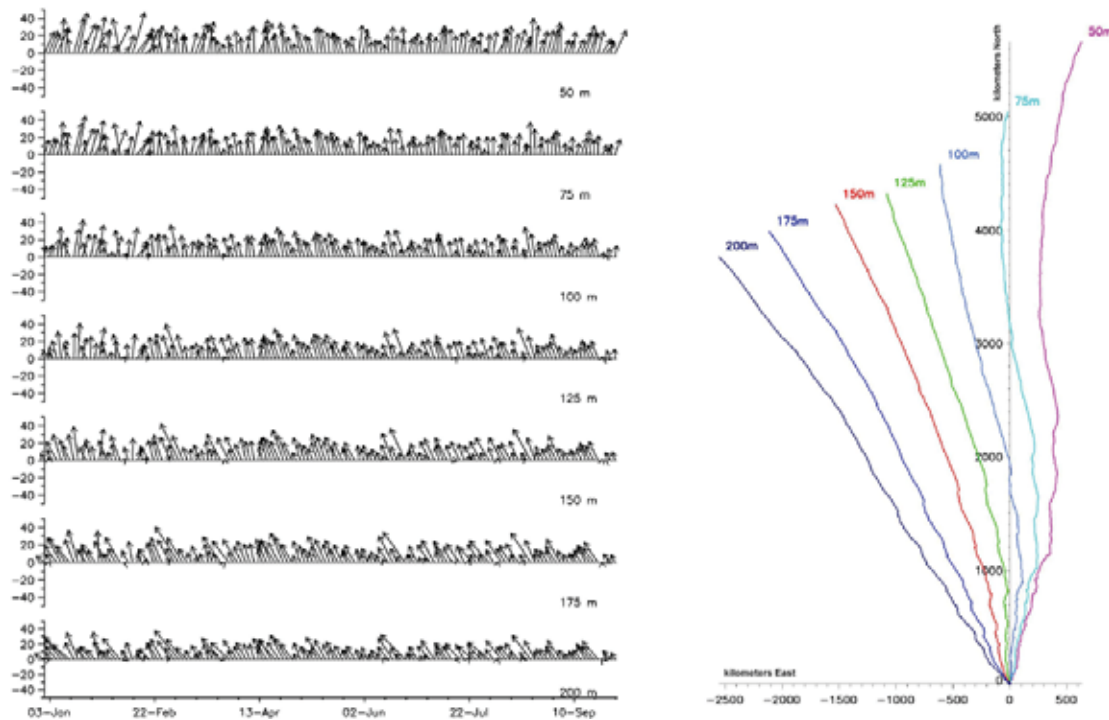 40
20
0
−20
−40
50 m
40
20
0
−20
−40
75 m
40
20
0
−20
−40
100 m
40
20
0
−20
−40
125 m
40
20
0
−20
−40
150 m
40
20
0
−20
−40
175 m
40
20
0
−20
−40
200 m
03-Jan 22-Feb 13-Apr 02-Jun 22-Jul 10-Sep
kilometers North
50m
75m
5000
100m
150m
125m
175m
4000
200m
3000
2000
1000
0
kilometers East
-2500 -2000 -1500 -1000 -500 0 500